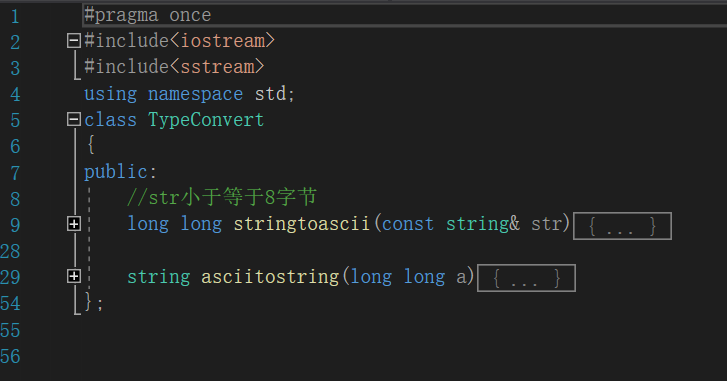 1 #pragma once
2 #include<iostream>
3 #include<sstream>
4 using namespace std;
5 class TypeConvert
6 {
7 public:
8 //str小于等于8字节
9 long long stringtoascii(const string& str){ ... }
28
29 string asciitostring(long long a){ ... }
54 };
55
56